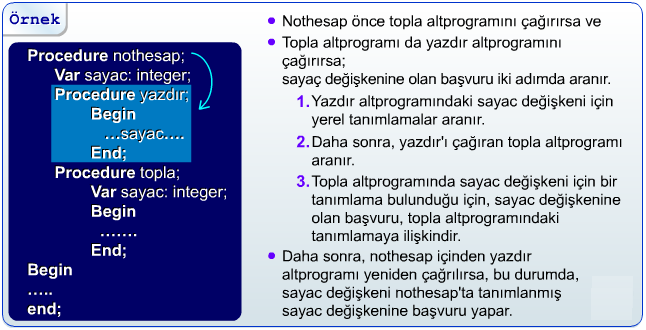 Örnek
Procedure nothesap;
Var sayac: integer;
Procedure yazdır;
Begin
…sayac….
End;
Procedure topla;
Var sayac: integer;
Begin
…….
End;
Begin
…..
end;
• Nothesap önce topla altprogramını çağırırsa ve
• Topla altprogramı da yazdır altprogramını
çağırırsa;
sayaç değişkenine olan başvuru iki adımda aranır.
1. Yazdır altprogramındaki sayac değişkeni için
yerel tanımlamalar aranır.
2. Daha sonra, yazdır'ı çağıran topla altprogramı
aranır.
3. Topla altprogramında sayac değişkeni için bir
tanımlama bulunduğu için, sayac değişkenine
olan başvuru, topla altprogramındaki
tanımlamaya ilişkindir.
• Daha sonra, nothesap içinden yazdır
altprogramı yeniden çağrılırsa, bu durumda,
sayac değişkeni nothesap'ta tanımlanmış
sayac değişkenine başvuru yapar.